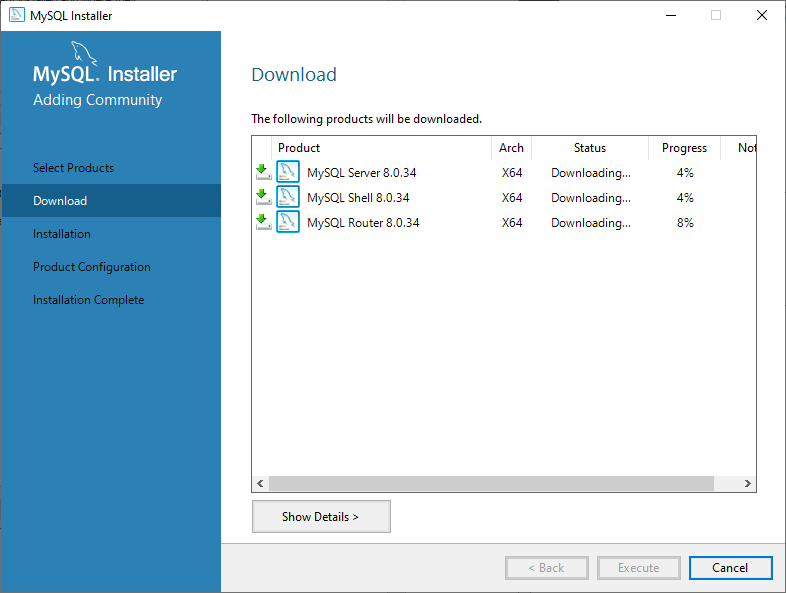 MySQL Installer
MySQL. Installer
Adding Community
Select Products
Download
Installation
Product Configuration
Installation Complete
Download
The following products will be downloaded.
Product Arch Status Progress Not
MySQL Server 8.0.34 X64 Downloading... 4%
MySQL Shell 8.0.34 X64 Downloading... 4%
MySQL Router 8.0.34 X64 Downloading... 8%
Show Details >
< Back Execute Cancel